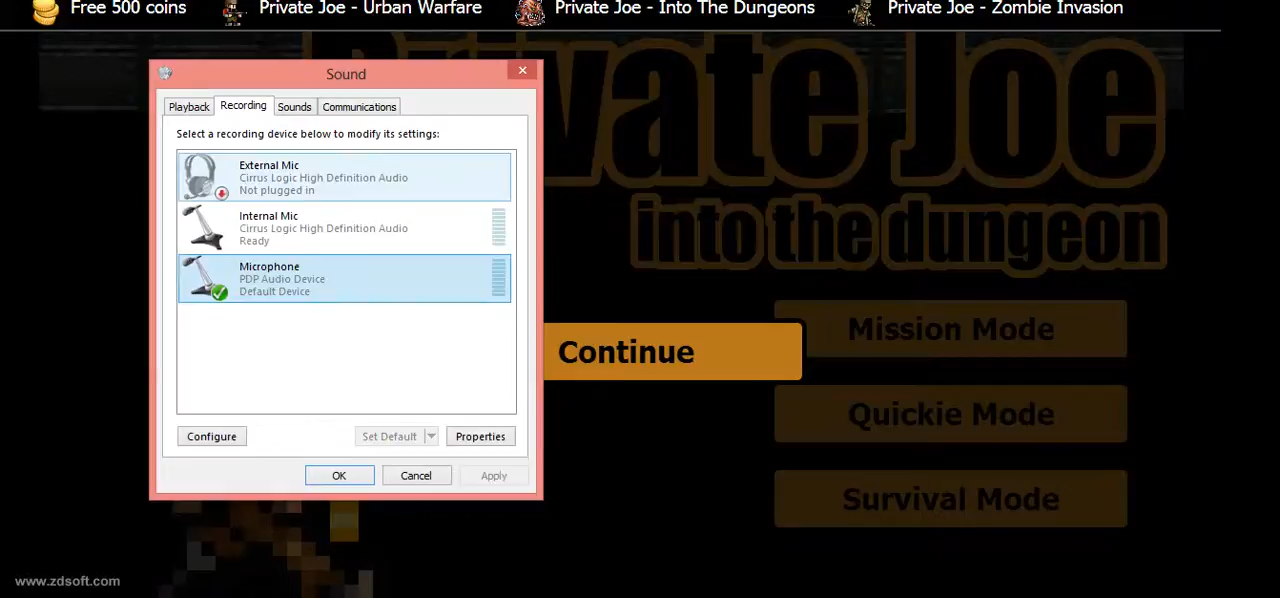 Free 500 coins
Private Joe - Urban Warfare
Private Joe - Into The Dungeons
Private Joe - Zombie Invasion
Private Joe
into the dungeon
Sound
Playback
Recording
Sounds
Communications
Select a recording device below to modify its settings:
External Mic
Cirrus Logic High Definition Audio
Not plugged in
Internal Mic
Cirrus Logic High Definition Audio
Ready
Microphone
PDP Audio Device
Default Device
Configure
Set Default
Properties
OK
Cancel
Apply
Continue
Mission Mode
Quickie Mode
Survival Mode
www.zdsoft.com